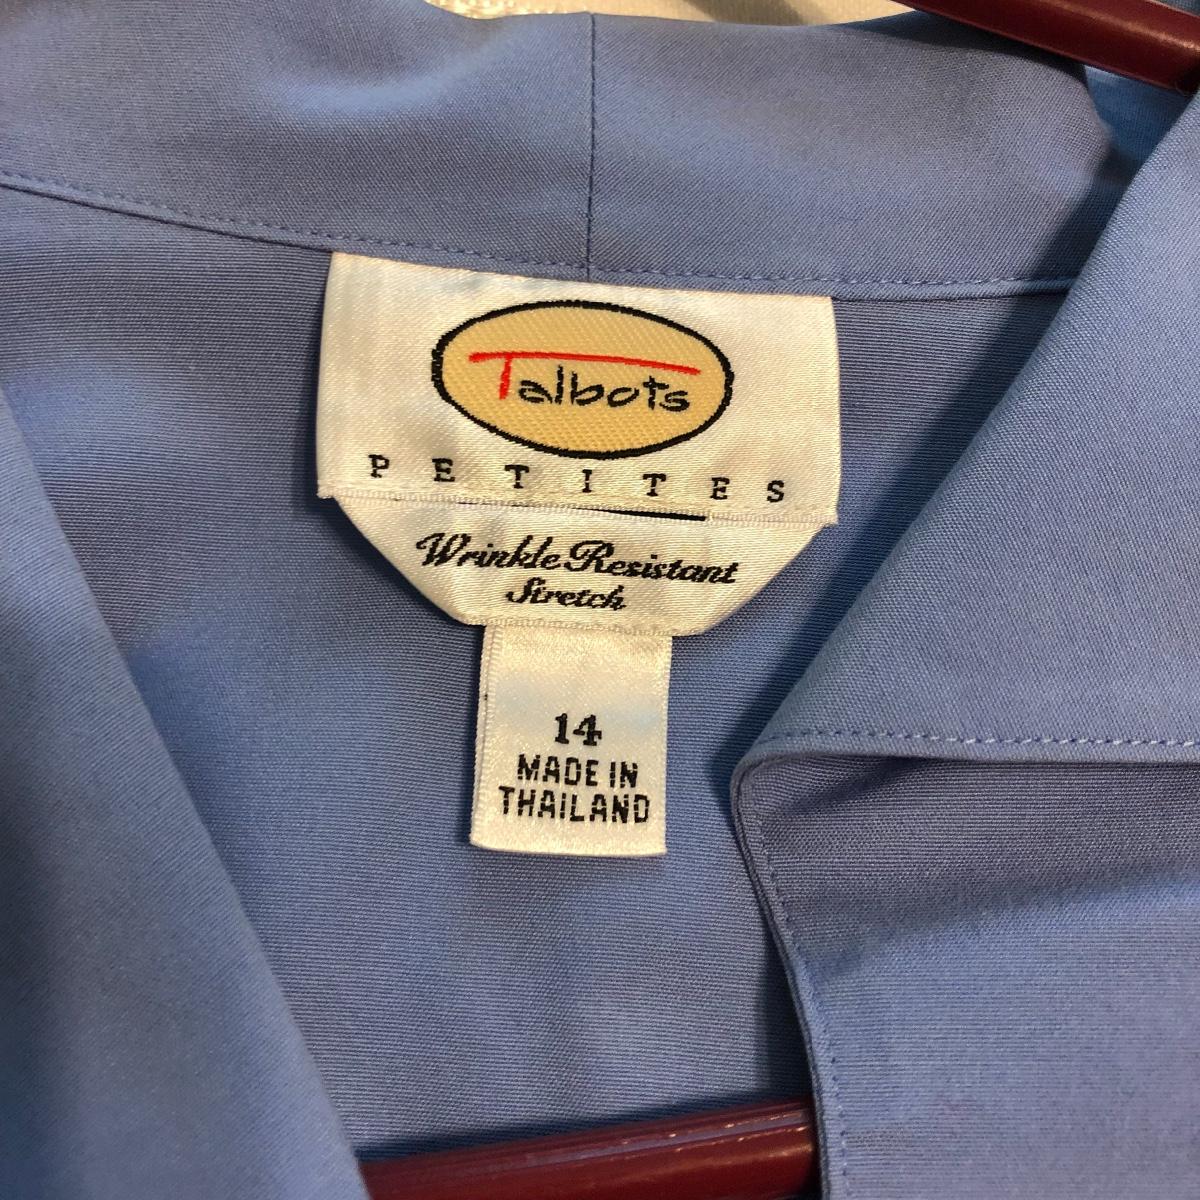 Talbots
PETITES
Wrinkle Resistant
Stretch
14
MADE IN
THAILAND